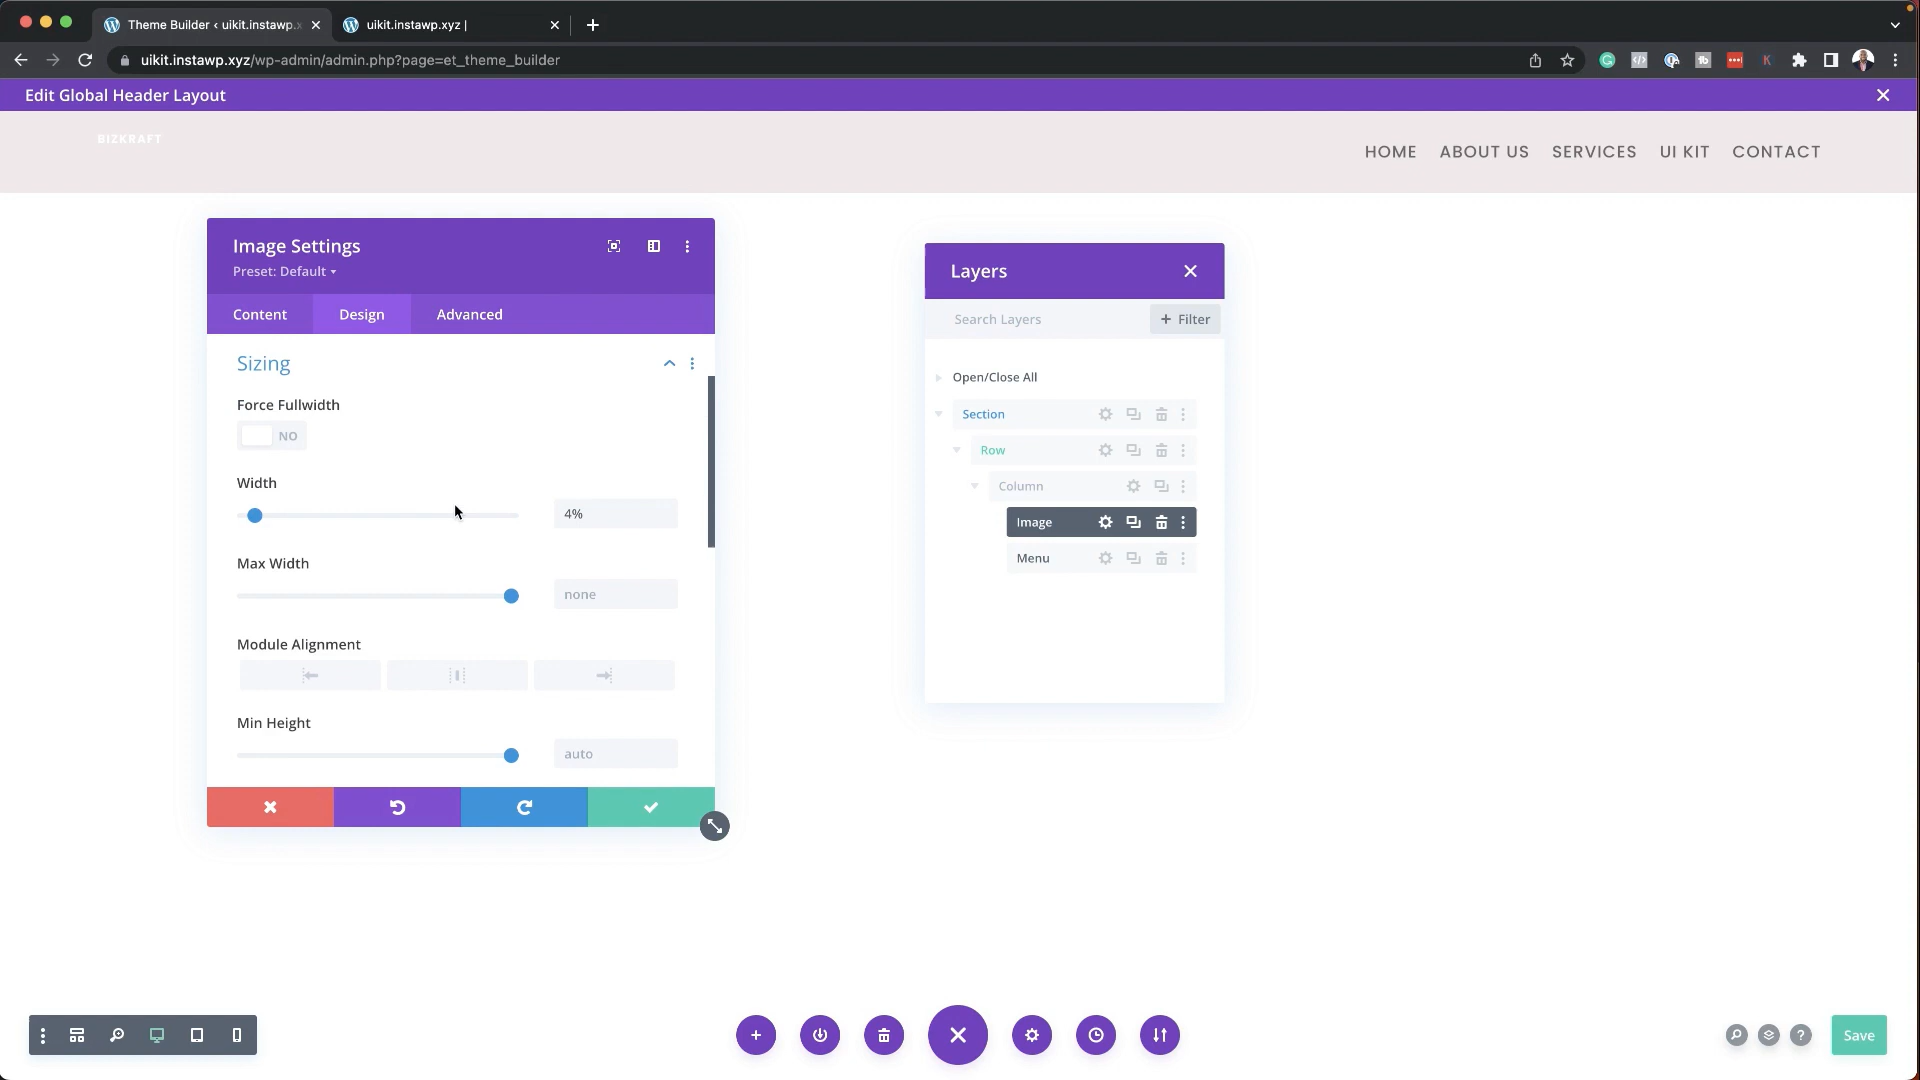 Theme Builder ‹ uikit.instawp.x
uikit.instawp.xyz |
uikit.instawp.xyz/wp-admin/admin.php?page=et_theme_builder
Edit Global Header Layout
BIZKRAFT
HOME ABOUT US SERVICES UI KIT CONTACT
Image Settings
Preset: Default
Content Design Advanced
Sizing
Force Fullwidth
NO
Width
4%
Max Width
none
Module Alignment
Min Height
auto
Layers
Search Layers
+ Filter
Open/Close All
Section
Row
Column
Image
Menu
Save